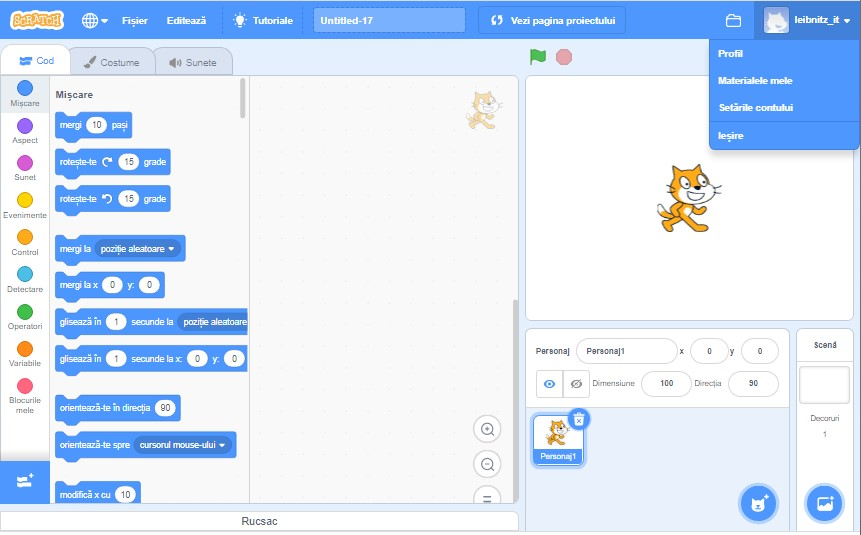 SCRATCH Fișier Editează Tutoriale Untitled-17 Vezi pagina proiectului leibnitz_it
Profil
Materialele mele
Setările contului
Ieșire
Cod Costume Sunete
Mișcare
Aspect
Sunet
Evenimente
Control
Detectare
Operatori
Variabile
Blocurile
mele
Mișcare
mergi 10 pași
rotește-te 15 grade
rotește-te 15 grade
mergi la poziție aleatoare
mergi la x 0 y: 0
glisează în 1 secunde la poziție aleatoare
glisează în 1 secunde la x: 0 y: 0
orientează-te în direcția 90
orientează-te spre cursorul mouse-ului
modifică x cu 10
Rucsac
Personaj Personaj1 x 0 y 0
Dimensiune 100 Direcția 90
Personaj1
Scenă
Decoruri
1